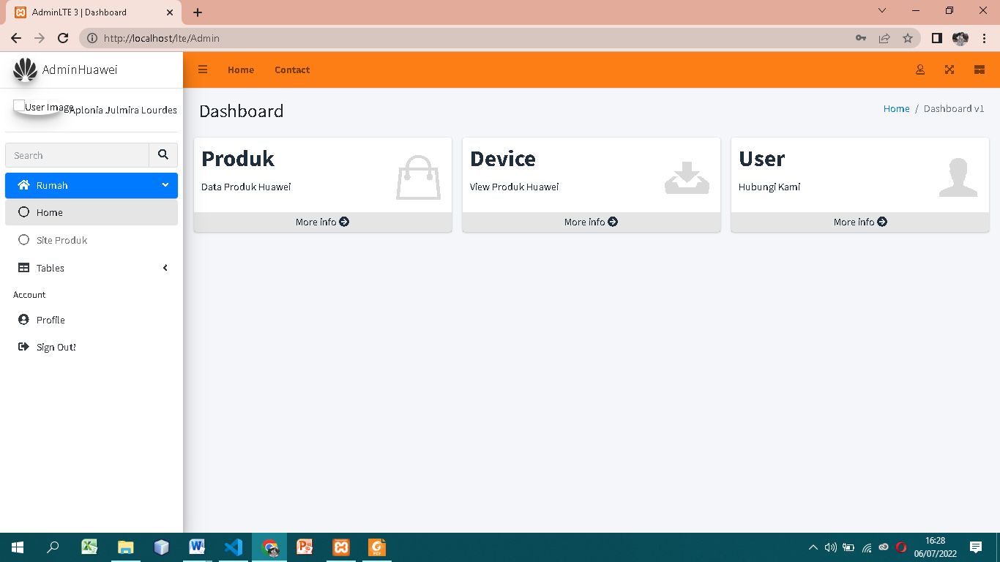 AdminLTE 3 | Dashboard
http://localhost/lte/Admin
AdminHuawei
Home
Contact
User Image
Aplonia Julmira Lourdes
Dashboard
Home / Dashboard v1
Search
Rumah
Home
Site Produk
Tables
Account
Profile
Sign Out!
Produk
Data Produk Huawei
More info
Device
View Produk Huawei
More info
User
Hubungi Kami
More info
16:28
06/07/2022